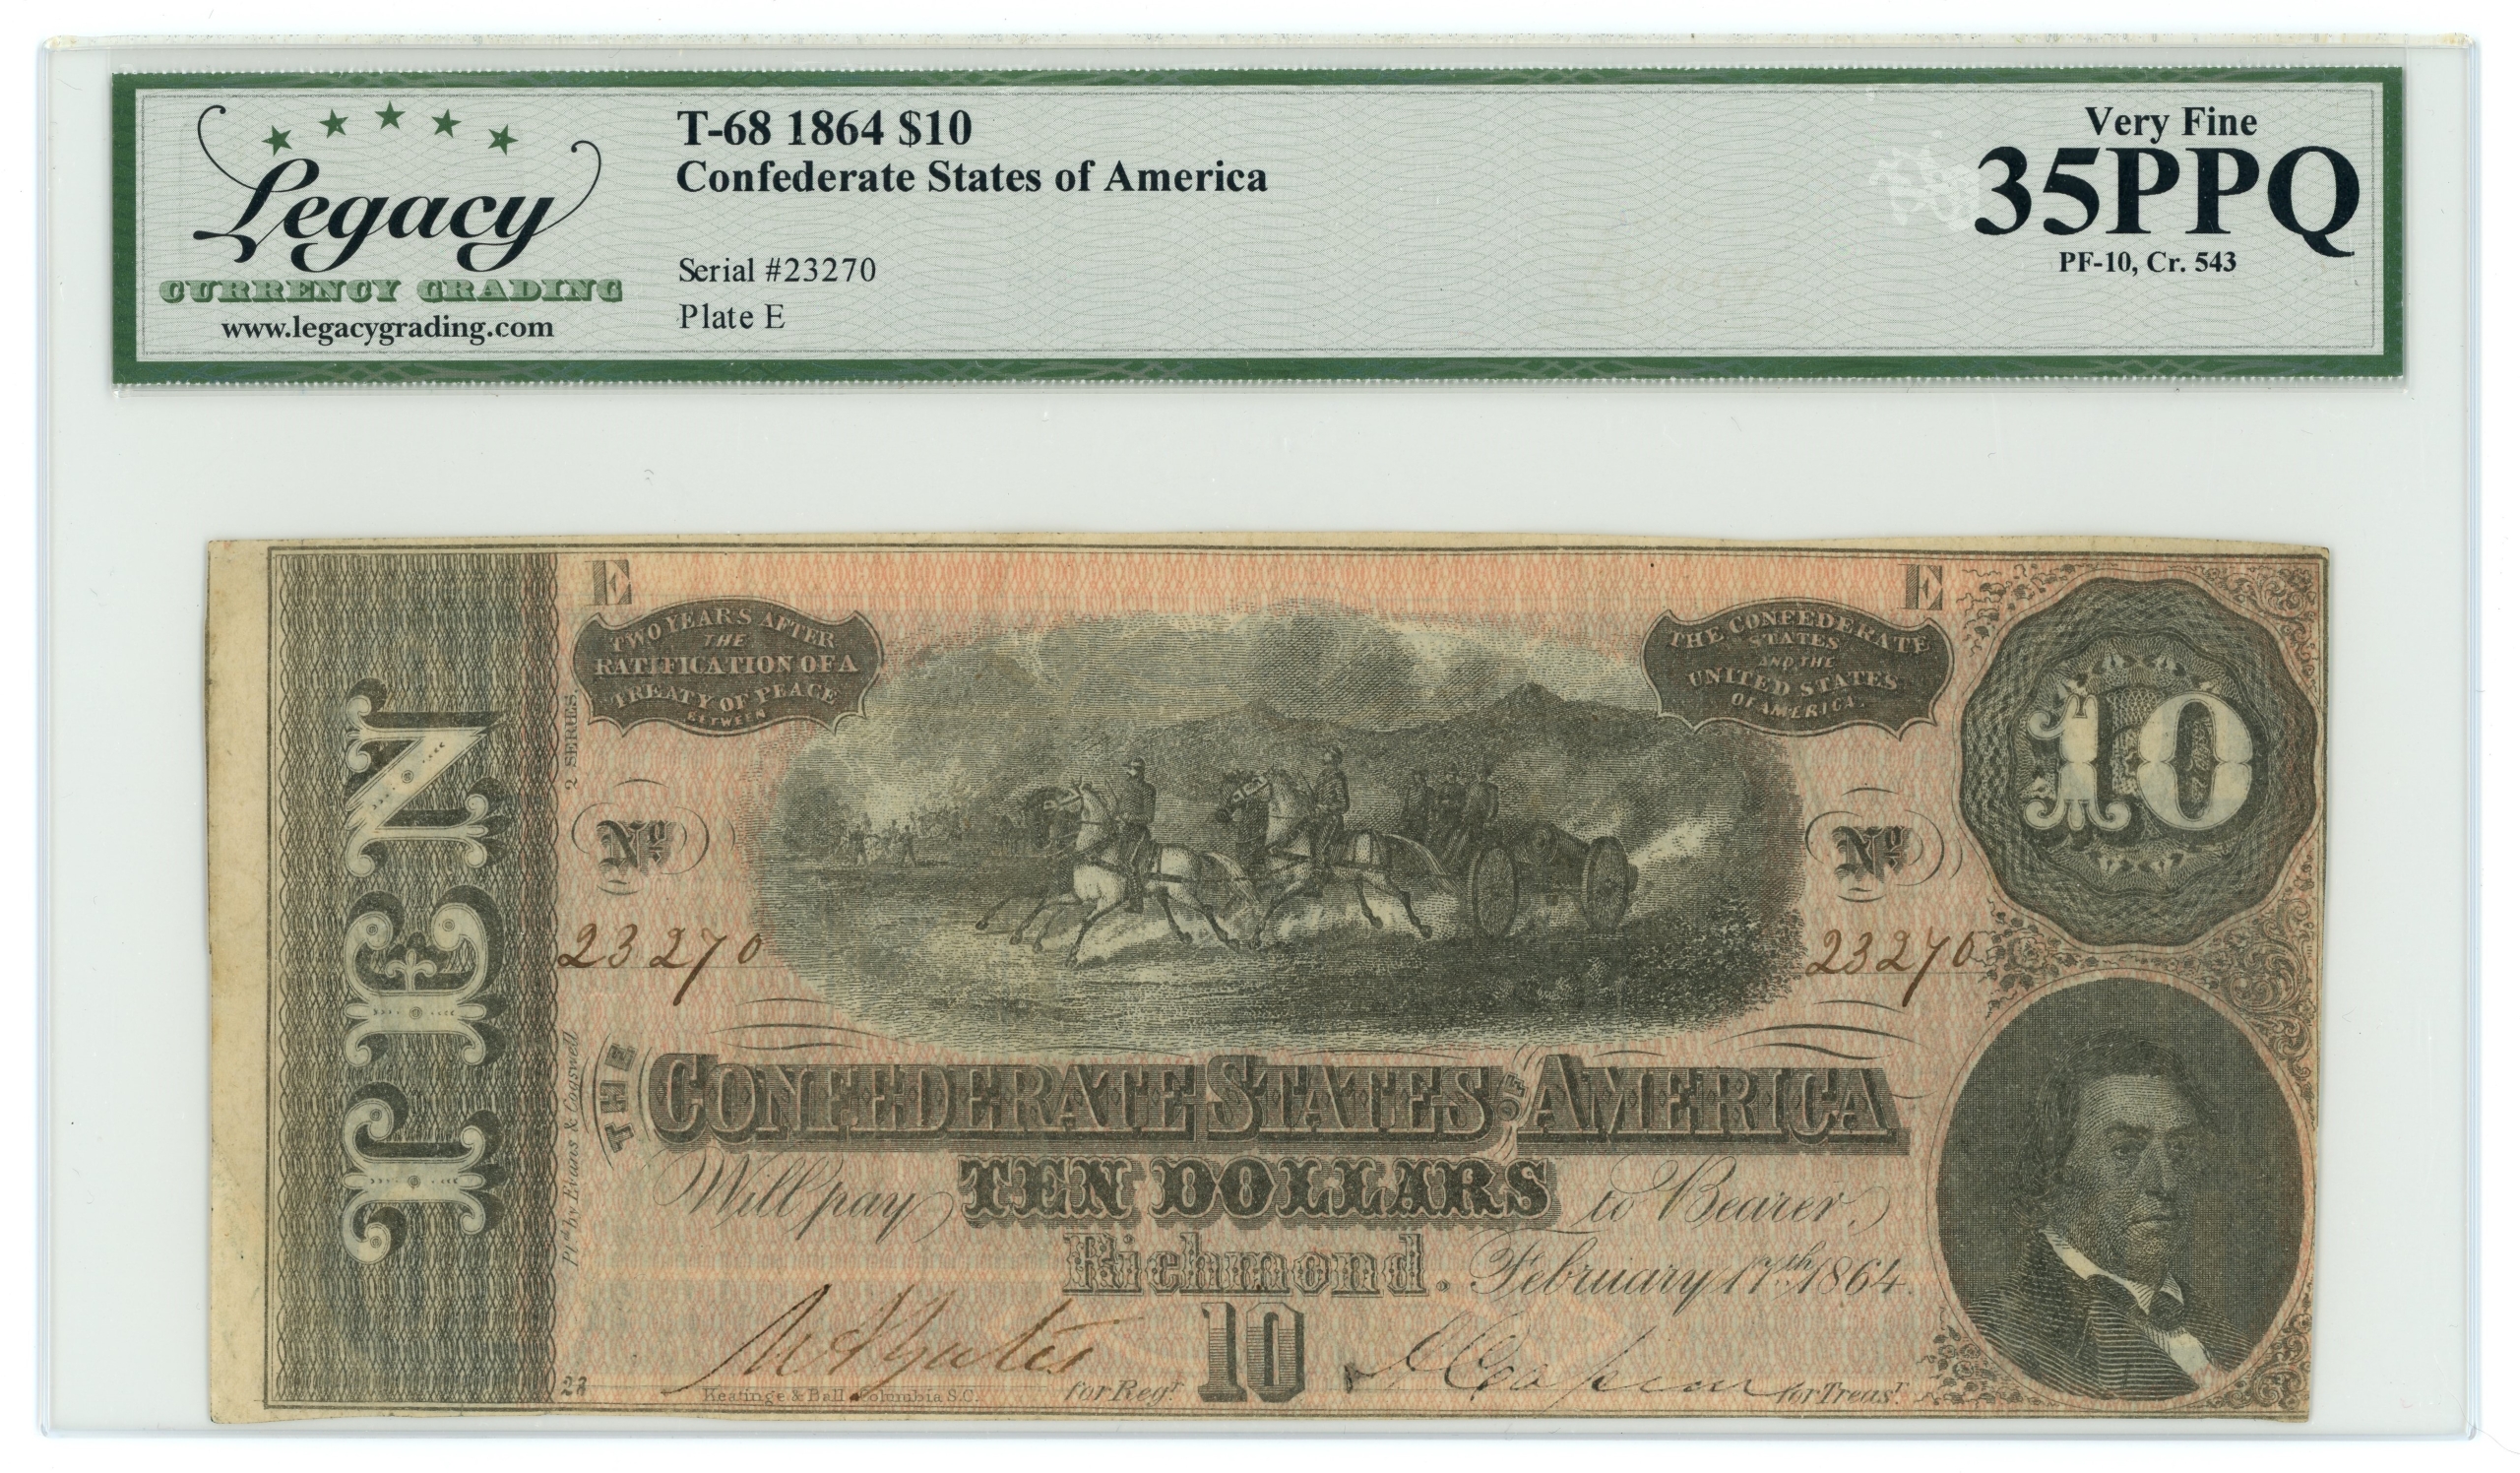 Legacy
CURRENCY GRADING
www.legacygrading.com
T-68 1864 $10
Confederate States of America
Serial #23270
Plate E
Very Fine
35PPQ
PF-10, Cr. 543
E
E
TWO YEARS AFTER
THE
RATIFICATION OF A
TREATY OF PEACE
BETWEEN
THE CONFEDERATE
STATES
AND THE
UNITED STATES
OF AMERICA.
10
TEN
2 SERIES.
No
No
23270
23270
Ptd by Evans & Cogswell
THE CONFEDERATE STATES OF AMERICA
Will pay TEN DOLLARS to Bearer.
Richmond. February 17th 1864.
10
for Regr
for Treasr
Keatinge & Ball Columbia S.C.